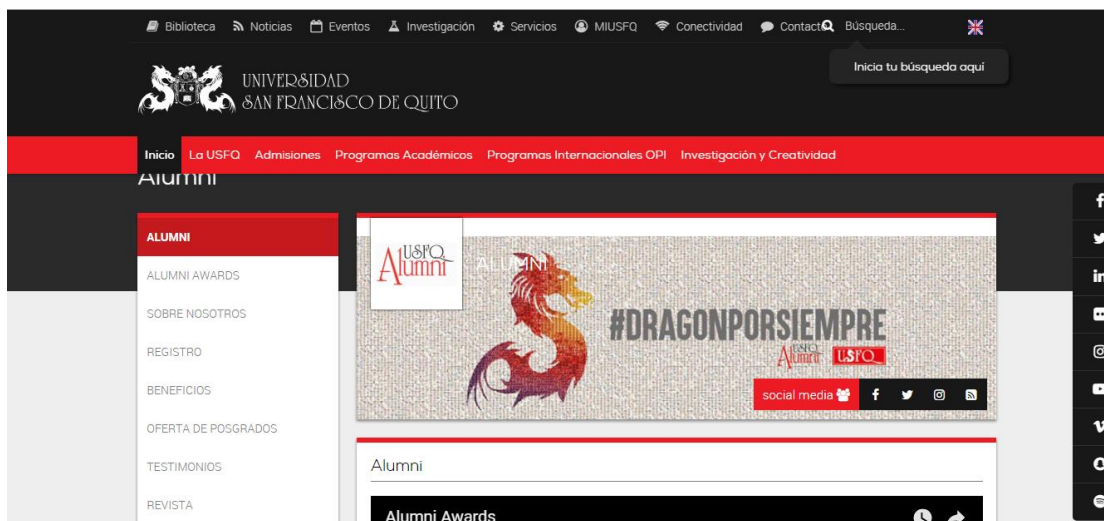 Biblioteca Noticias Eventos Investigación Servicios MIUSFQ Conectividad Contacto Búsqueda...
Inicia tu búsqueda aquí
UNIVERSIDAD
SAN FRANCISCO DE QUITO
Inicio La USFQ Admisiones Programas Académicos Programas Internacionales OPI Investigación y Creatividad
Alumni
ALUMNI
ALUMNI AWARDS
SOBRE NOSOTROS
REGISTRO
BENEFICIOS
OFERTA DE POSGRADOS
TESTIMONIOS
REVISTA
USFQ
Alumni
ALUMNI
#DRAGONPORSIEMPRE
USFQ
Alumni
USFQ
social media
Alumni
Alumni Awards